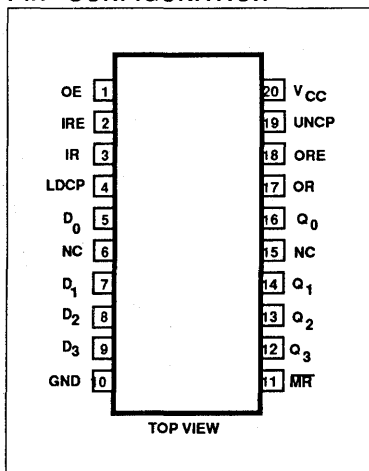 PIN CONFIGURATION
OE 1
IRE 2
IR 3
LDCP 4
D0 5
NC 6
D1 7
D2 8
D3 9
GND 10
20 VCC
19 UNCP
18 ORE
17 OR
16 Q0
15 NC
14 Q1
13 Q2
12 Q3
11 M̅R̅
TOP VIEW